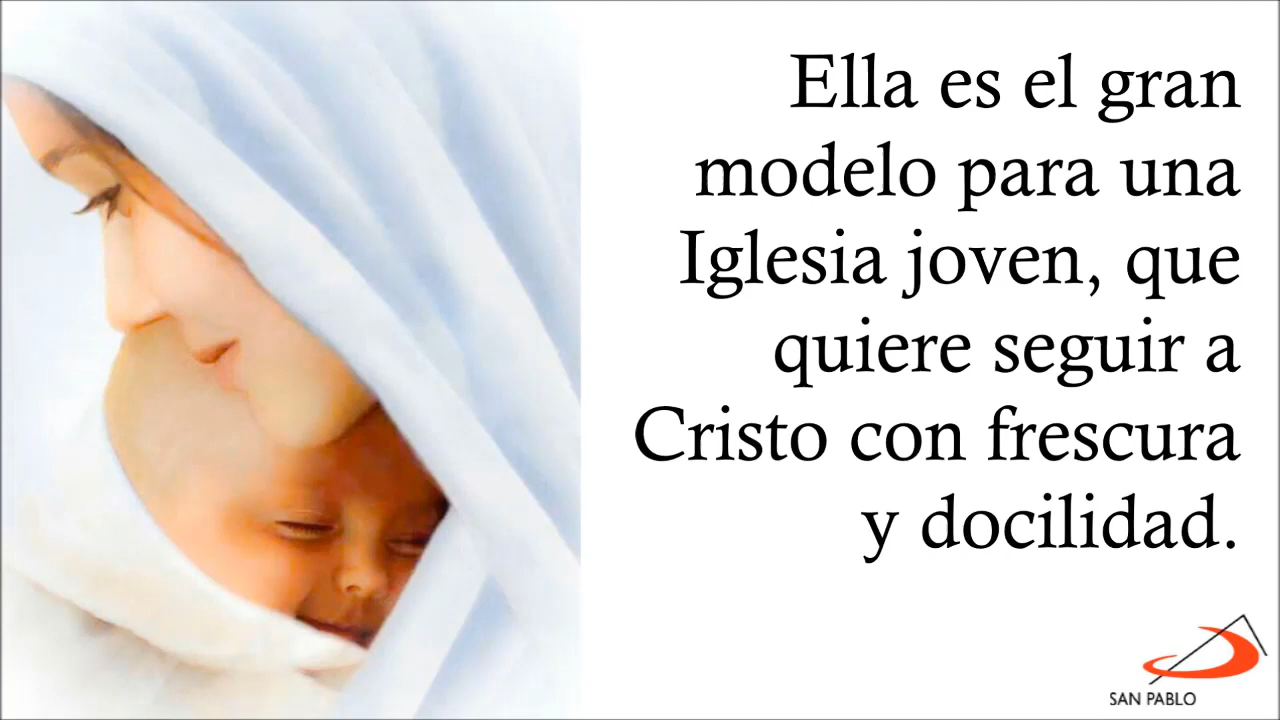 Ella es el gran
modelo para una
Iglesia joven, que
quiere seguir a
Cristo con frescura
y docilidad.
SAN PABLO